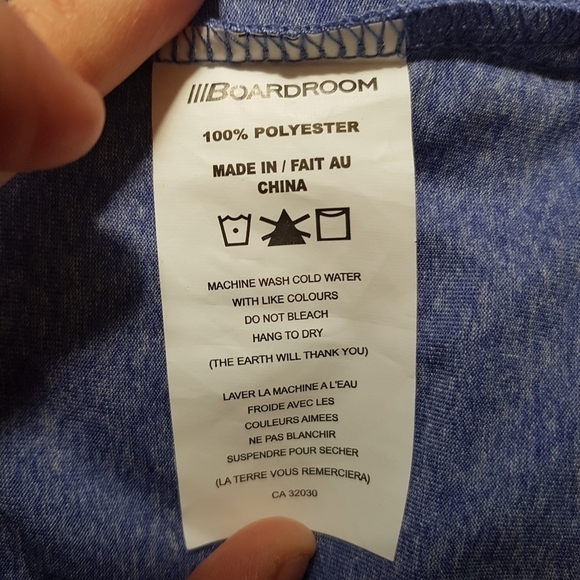 ///BOARDROOM
100% POLYESTER
MADE IN / FAIT AU
CHINA
MACHINE WASH COLD WATER
WITH LIKE COLOURS
DO NOT BLEACH
HANG TO DRY
(THE EARTH WILL THANK YOU)
LAVER LA MACHINE A L'EAU
FROIDE AVEC LES
COULEURS AIMEES
NE PAS BLANCHIR
SUSPENDRE POUR SECHER
(LA TERRE VOUS REMERCIERA)
CA 32030